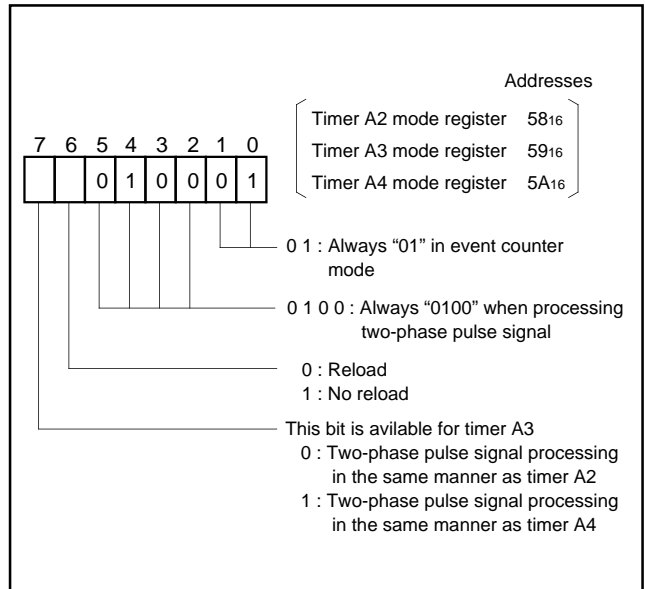 Addresses
Timer A2 mode register 5816
Timer A3 mode register 5916
Timer A4 mode register 5A16
7 6 5 4 3 2 1 0
0 1 0 0 0 1
0 1 : Always “01” in event counter
mode
0 1 0 0 : Always “0100” when processing
two-phase pulse signal
0 : Reload
1 : No reload
This bit is avilable for timer A3
0 : Two-phase pulse signal processing
in the same manner as timer A2
1 : Two-phase pulse signal processing
in the same manner as timer A4